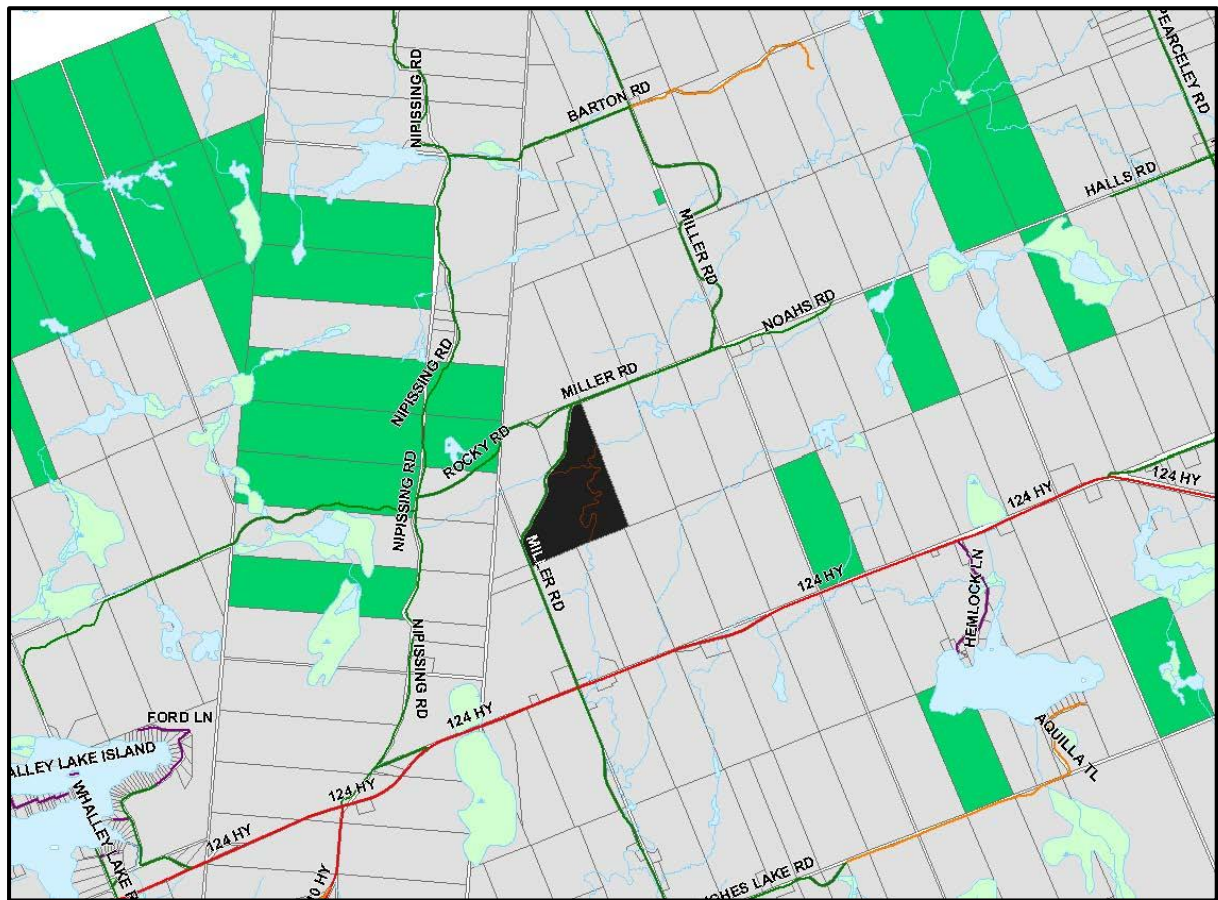 PEARCELEY RD
NIPISSING RD
BARTON RD
HALLS RD
MILLER RD
NOAHS RD
NIPISSING RD
MILLER RD
ROCKY RD
NIPISSING RD
124 HY
124 HY
MILLER RD
124 HY
HEMLOCK LN
NIPISSING RD
FORD LN
124 HY
AQUILLA TL
ALLEY LAKE ISLAND
124 HY
WHALLEY LAKE R
124 HY
0 HY
GHES LAKE RD